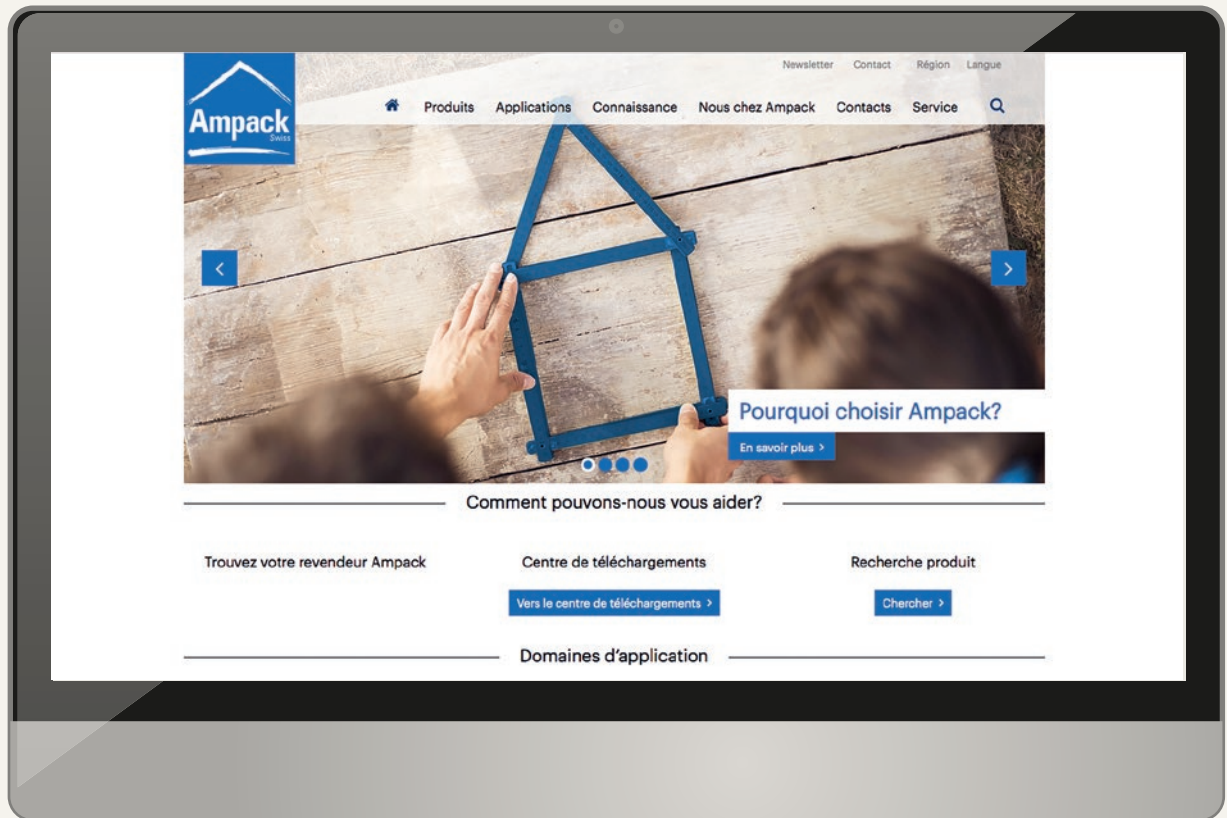 Ampack
Swiss
Newsletter Contact Région Langue
Produits Applications Connaissance Nous chez Ampack Contacts Service
Pourquoi choisir Ampack?
En savoir plus >
Comment pouvons-nous vous aider?
Trouvez votre revendeur Ampack
Centre de téléchargements
Vers le centre de téléchargements >
Recherche produit
Chercher >
Domaines d'application